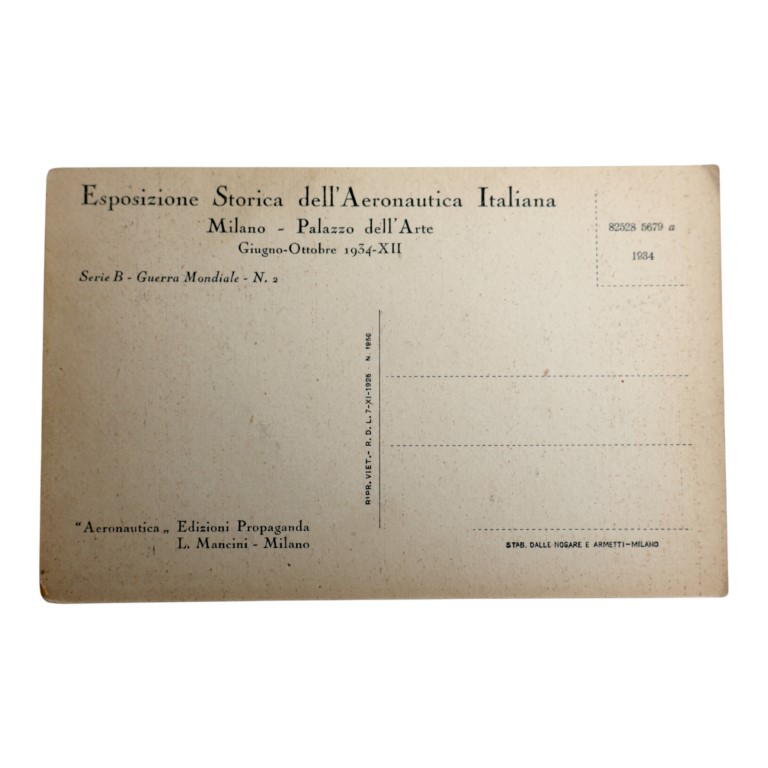 Esposizione Storica dell'Aeronautica Italiana
Milano - Palazzo dell'Arte
Giugno-Ottobre 1934-XII
Serie B - Guerra Mondiale - N. 2
82528 5679 a
1934
RIPR. VIET. - R. D. L. 7-XI-1925 - N. 1950
"Aeronautica„ Edizioni Propaganda
L. Mancini - Milano
STAB. DALLE NOGARE E ARMETTI-MILANO